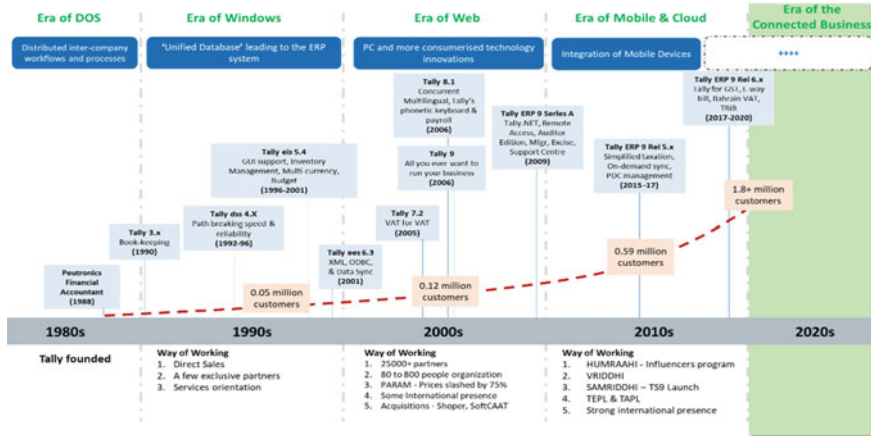 Era of DOS
Era of Windows
Era of Web
Era of Mobile & Cloud
Era of the
Connected Business
Distributed inter-company
workflows and processes
'Unified Database' leading to the ERP
system
PC and more consumerised technology
innovations
Integration of Mobile Devices
++++
Tally 8.1
Concurrent
Multilingual, Tally's
phonetic keyboard &
payroll
(2006)
Tally ERP 9 Rel 6.x
Tally for GST, E way
bill, Bahrain VAT,
(2017-2020)
Tally ERP 9 Series A
Tally .NET, Remote
Access, Auditor
Edition, Mfgr, Excise,
Support Centre
(2009)
Tally eis 5.4
GUI support, Inventory
Management, Multi currency,
Budget
(1996-2001)
Tally 9
All you ever want to
run your business
(2006)
Tally ERP 9 Rel 5.x
Simplified taxation,
On-demand sync,
PDC management
(2015 -17)
1.8+ million
customers
Tally dss 4.X
Path breaking speed &
reliability
(1992-96)
Tally 7.2
VAT for VAT
(2005)
Tally 3.x
Book-keeping
(1990)
Tally ees 6.3
XML, ODBC,
& Data Sync
(2001)
0.59 million
customers
Peutronics
Financial
Accountant
(1988)
0.05 million
customers
0.12 million
customers
1980s
1990s
2000s
2010s
2020s
Tally founded
Way of Working
1. Direct Sales
2. A few exclusive partners
3. Services orientation
Way of Working
1. 25000+ partners
2. 80 to 800 people organization
3. PARAM - Prices slashed by 75%
4. Some International presence
5. Acquisitions - Shoper, SoftCAAT
Way of Working
1. HUMRAAHI - Influencers program
2. VRIDDHI
3. SAMRIDDHI – TS9 Launch
4. TEPL & TAPL
5. Strong international presence